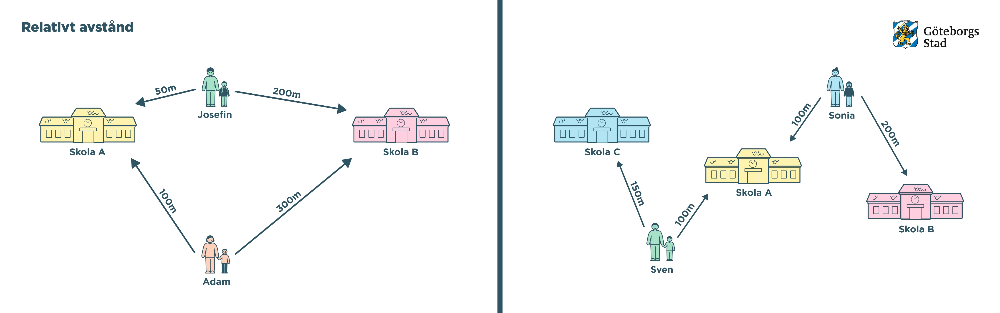 Relativt avstånd
50m
200m
Josefin
Skola A
Skola B
100m
300m
Adam
Göteborgs
Stad
Sonia
100m
200m
Skola C
Skola A
150m
100m
Skola B
Sven